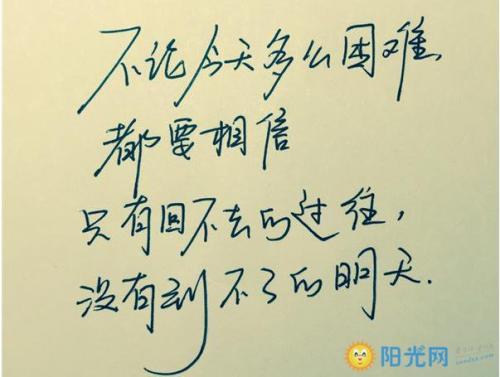 不论今天多么困难,
都要相信
只有回不去的过往,
没有到不了的明天.
阳光网